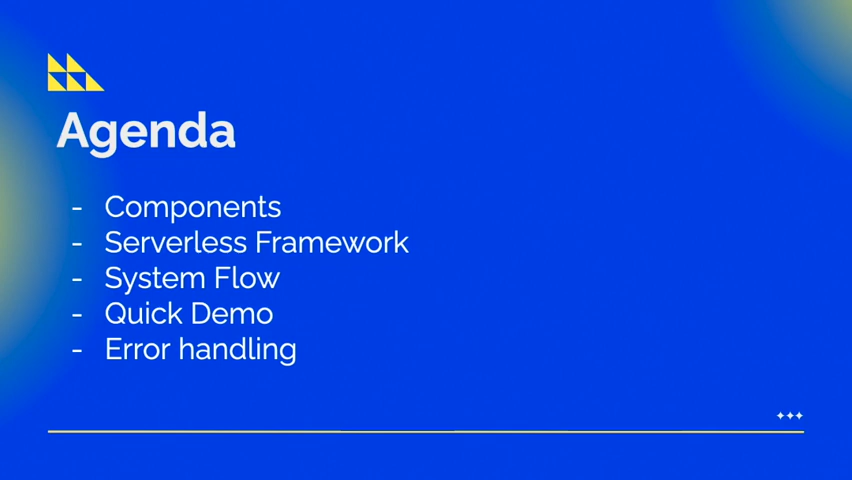 Agenda
- Components
- Serverless Framework
- System Flow
- Quick Demo
- Error handling